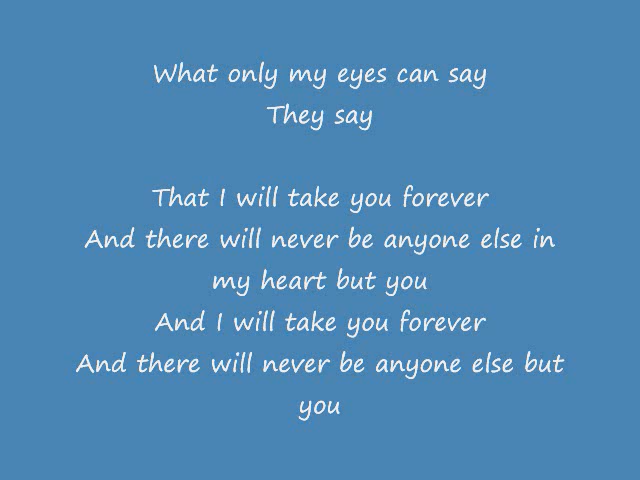 What only my eyes can say
They say
That I will take you forever
And there will never be anyone else in
my heart but you
And I will take you forever
And there will never be anyone else but
you